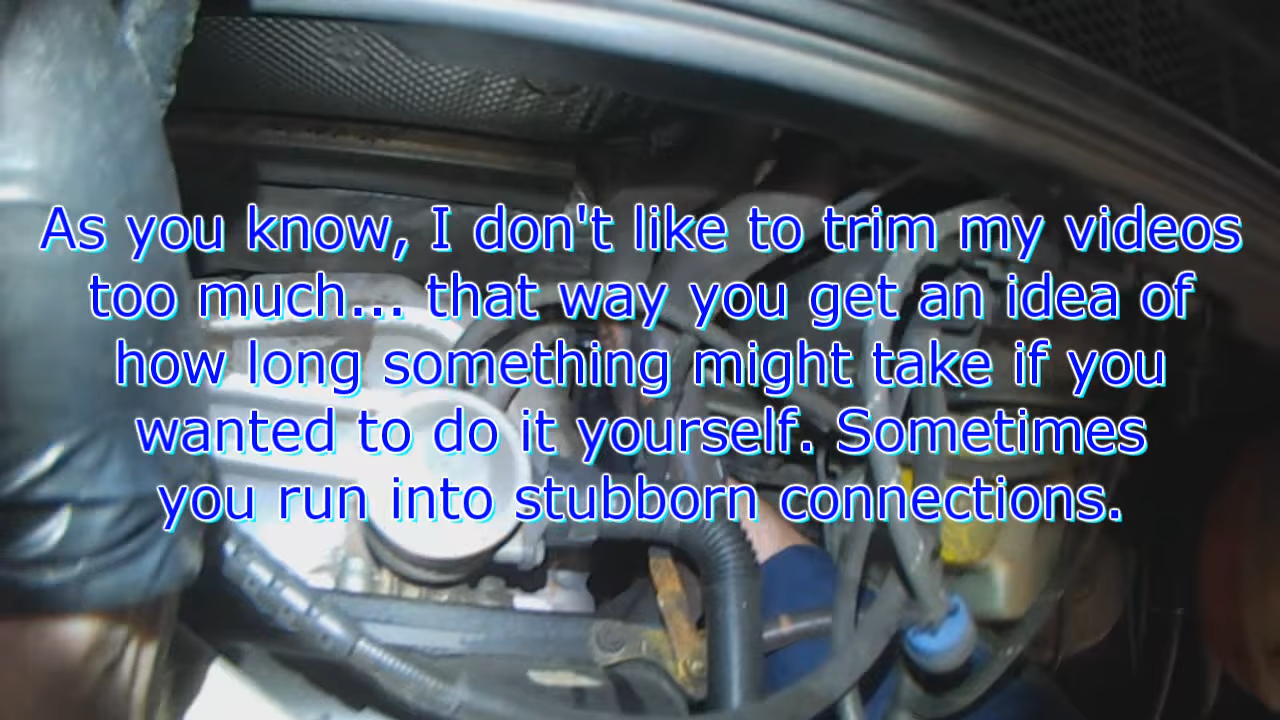 As you know, I don't like to trim my videos
too much... that way you get an idea of
how long something might take if you
wanted to do it yourself. Sometimes
you run into stubborn connections.